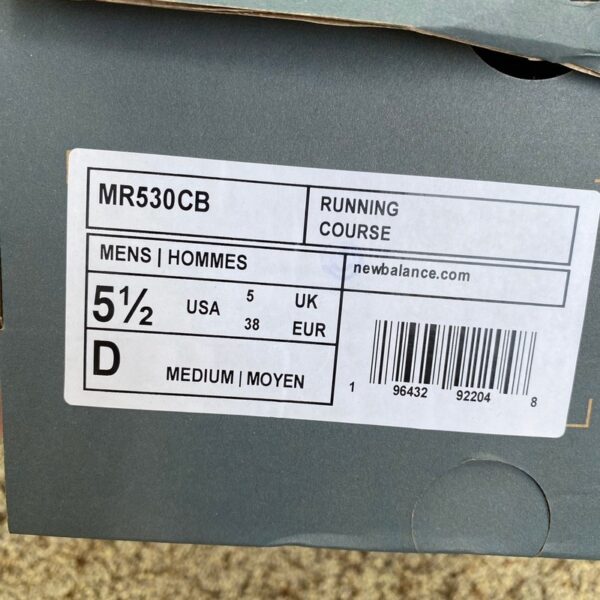 MR530CB
RUNNING
COURSE
MENS | HOMMES
newbalance.com
5½ USA 5 UK
38 EUR
D MEDIUM | MOYEN
1 96432 92204 8